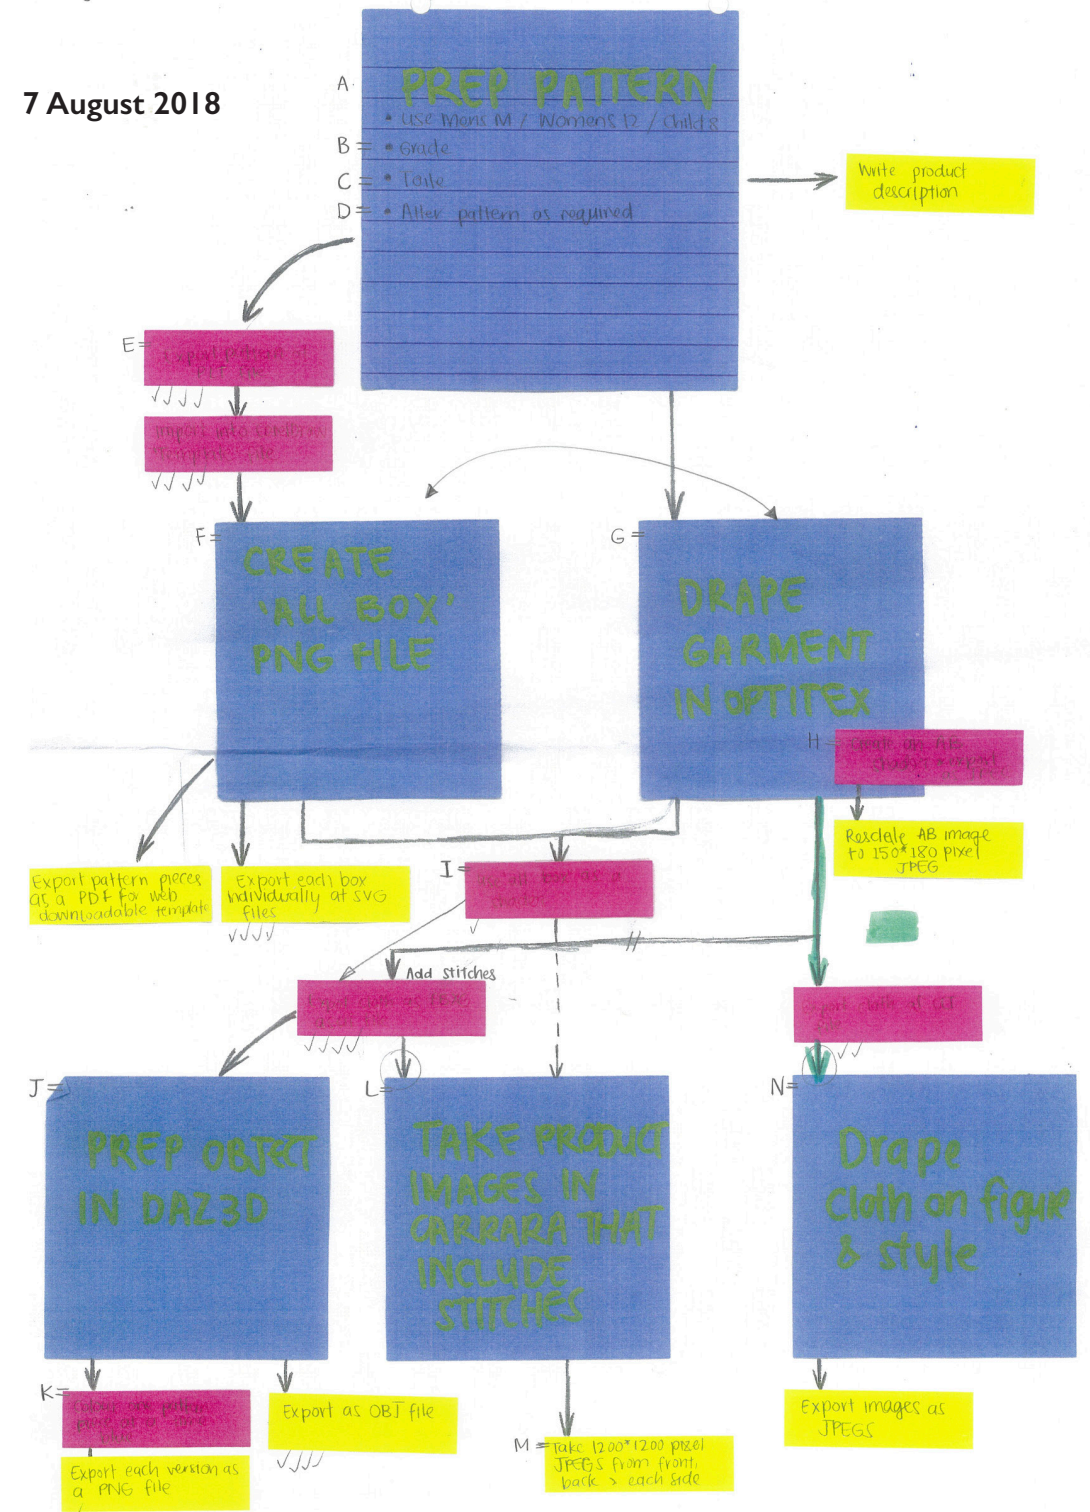 7 August 2018
A
PREP PATTERN
• Use Mens M / Womens 12 / Child 8
B = • Grade
C = • Toile
D = • Alter pattern as required
Write product
description
E =
Import into
template file
F =
CREATE
'ALL BOX'
PNG FILE
G =
DRAPE
GARMENT
IN OPTITEX
H
Rescale AB image
to 150*180 pixel
JPEG
Export pattern pieces
as a PDF for web
downloadable template
Export each box
individually at SVG
files
I =
Add stitches
J =
PREP OBJECT
IN DAZ3D
L =
TAKE PRODUCT
IMAGES IN
CARRARA THAT
INCLUDE
STITCHES
N =
Drape
Cloth on figure
& style
K =
Export as OBJ file
Export each version as
a PNG file
M = Take 1200*1200 pixel
JPEGS from front,
back > each side
Export images as
JPEGS